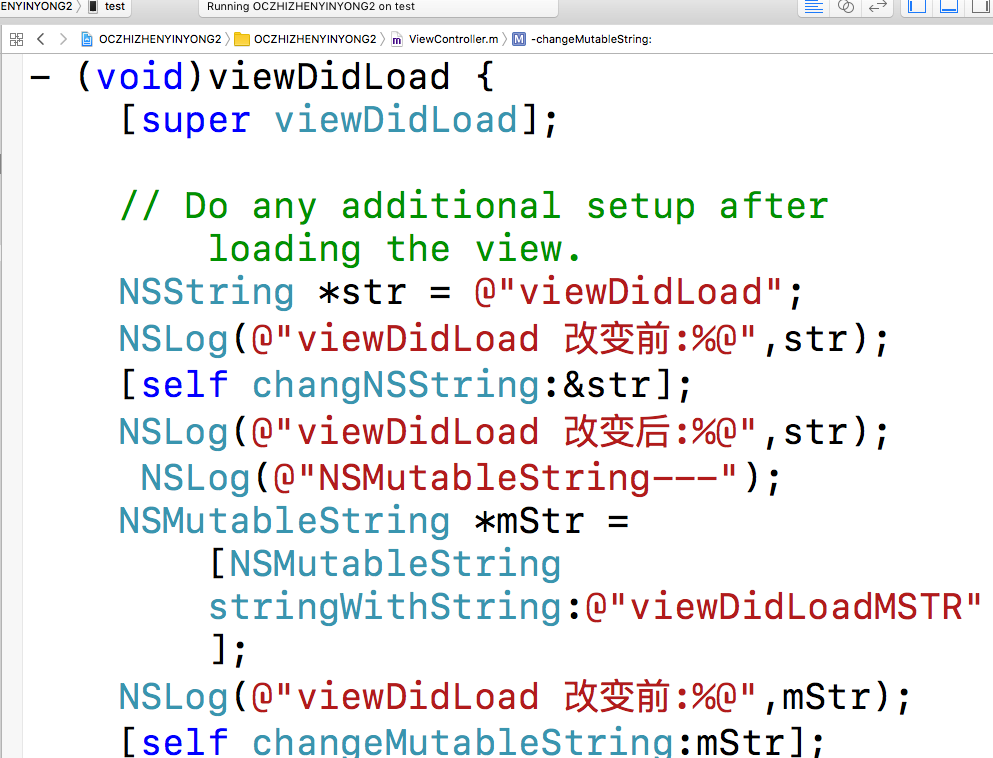 ENYINYONG2 〉 test Running OCZHIZHENYINYONG2 on test
OCZHIZHENYINYONG2 〉 OCZHIZHENYINYONG2 〉 m ViewController.m 〉 M -changeMutableString:
- (void)viewDidLoad {
[super viewDidLoad];
// Do any additional setup after
loading the view.
NSString *str = @"viewDidLoad";
NSLog(@"viewDidLoad 改变前:%@",str);
[self changNSString:&str];
NSLog(@"viewDidLoad 改变后:%@",str);
NSLog(@"NSMutableString---");
NSMutableString *mStr =
[NSMutableString
stringWithString:@"viewDidLoadMSTR"
];
NSLog(@"viewDidLoad 改变前:%@",mStr);
[self changeMutableString:mStr];